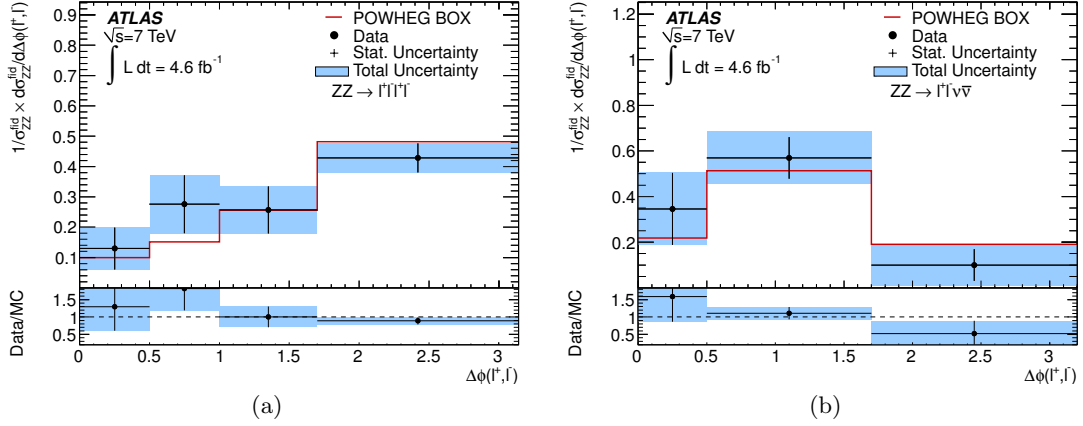 ATLAS
√s=7 TeV
∫ L dt = 4.6 fb⁻¹
POWHEG BOX
Data
Stat. Uncertainty
Total Uncertainty
ZZ → l⁺l⁻l⁺l⁻
1/σ_ZZ^fid × dσ_ZZ^fid/dΔϕ(l⁺,l⁻)
0.9
0.8
0.7
0.6
0.5
0.4
0.3
0.2
0.1
Data/MC
1.5
1
0.5
0 0.5 1 1.5 2 2.5 3
Δϕ(l⁺,l⁻)
(a)
ATLAS
√s=7 TeV
∫ L dt = 4.6 fb⁻¹
POWHEG BOX
Data
Stat. Uncertainty
Total Uncertainty
ZZ → l⁺l⁻νν̅
1/σ_ZZ^fid × dσ_ZZ^fid/dΔϕ(l⁺,l⁻)
1.2
1
0.8
0.6
0.4
0.2
Data/MC
1.5
1
0.5
0 0.5 1 1.5 2 2.5 3
Δϕ(l⁺,l⁻)
(b)